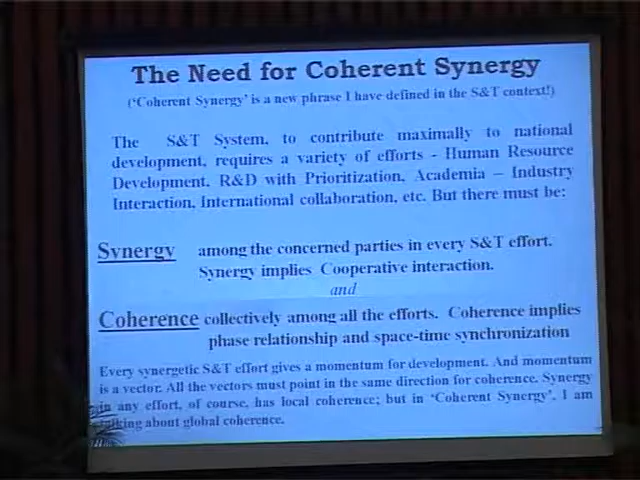 The Need for Coherent Synergy
('Coherent Synergy' is a new phrase I have defined in the S&T context!)
The S&T System, to contribute maximally to national
development, requires a variety of efforts - Human Resource
Development, R&D with Prioritization, Academia – Industry
Interaction, International collaboration, etc. But there must be:
Synergy among the concerned parties in every S&T effort.
Synergy implies Cooperative interaction.
and
Coherence collectively among all the efforts. Coherence implies
phase relationship and space-time synchronization
Every synergetic S&T effort gives a momentum for development. And momentum
is a vector. All the vectors must point in the same direction for coherence. Synergy
in any effort, of course, has local coherence; but in 'Coherent Synergy', I am
talking about global coherence.